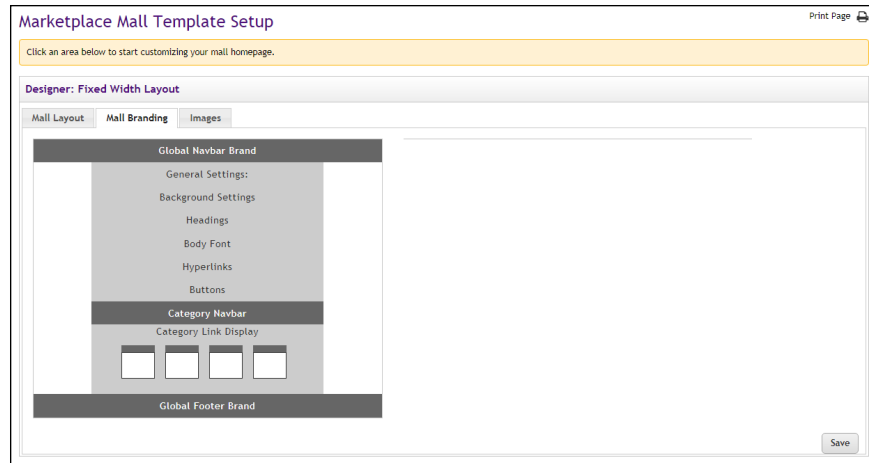 Marketplace Mall Template Setup
Print Page
Click an area below to start customizing your mall homepage.
Designer: Fixed Width Layout
Mall Layout Mall Branding Images
Global Navbar Brand
General Settings:
Background Settings
Headings
Body Font
Hyperlinks
Buttons
Category Navbar
Category Link Display
Global Footer Brand
Save